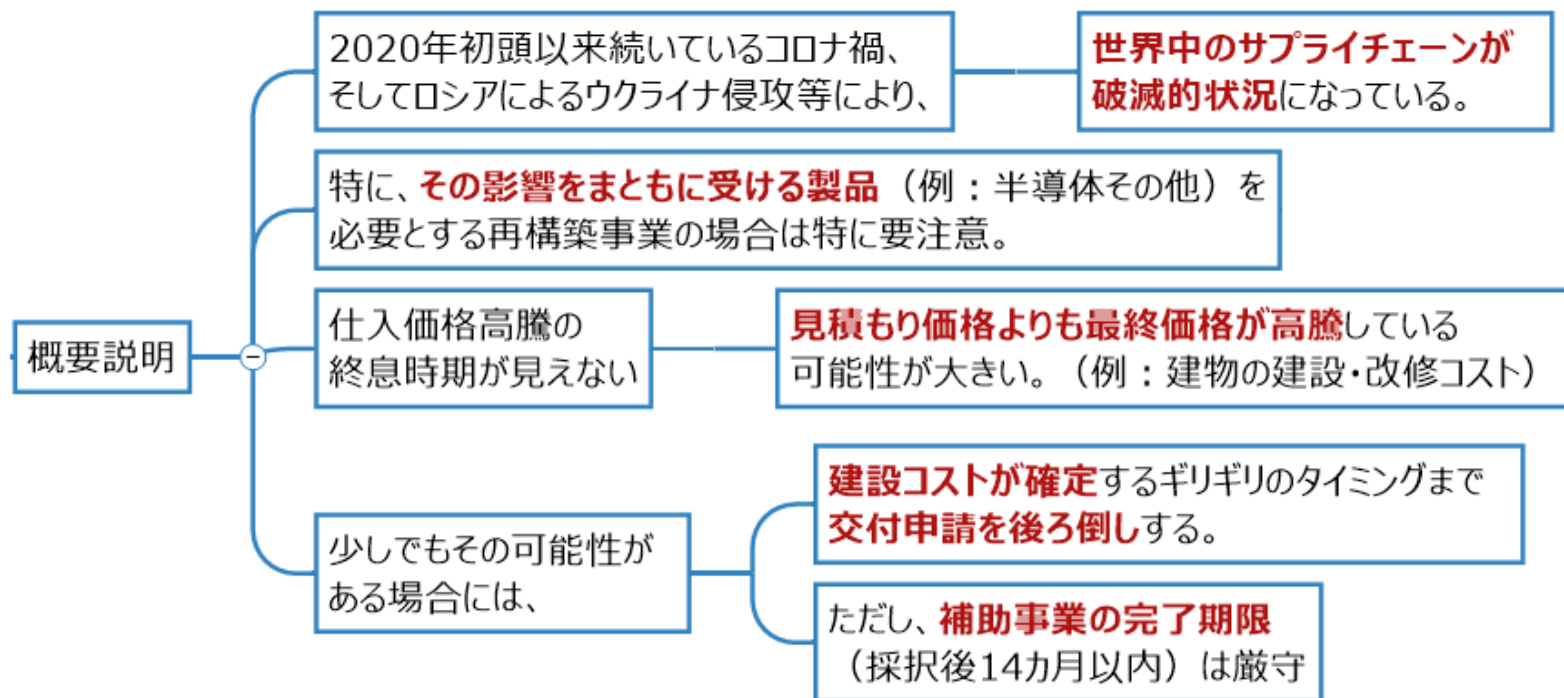 概要説明
2020年初頭以来続いているコロナ禍、
そしてロシアによるウクライナ侵攻等により、
世界中のサプライチェーンが
破滅的状況になっている。
特に、その影響をまともに受ける製品（例：半導体その他）を
必要とする再構築事業の場合は特に要注意。
仕入価格高騰の
終息時期が見えない
見積もり価格よりも最終価格が高騰している
可能性が大きい。（例：建物の建設・改修コスト）
少しでもその可能性が
ある場合には、
建設コストが確定するギリギリのタイミングまで
交付申請を後ろ倒しする。
ただし、補助事業の完了期限
（採択後14カ月以内）は厳守